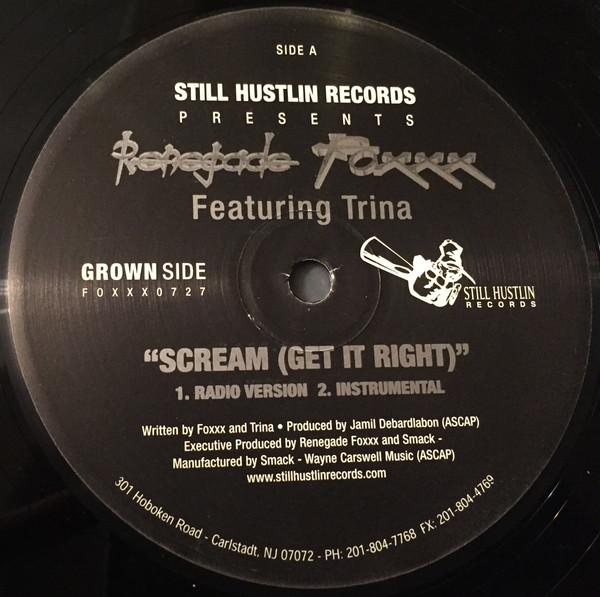 SIDE A
STILL HUSTLIN RECORDS
PRESENTS
Renegade Foxxx
Featuring Trina
GROWN SIDE
FOXXX0727
STILL HUSTLIN
RECORDS
“SCREAM (GET IT RIGHT)”
1. RADIO VERSION 2. INSTRUMENTAL
Written by Foxxx and Trina • Produced by Jamil Debardlabon (ASCAP)
Executive Produced by Renegade Foxxx and Smack -
Manufactured by Smack - Wayne Carswell Music (ASCAP)
www.stillhustlinrecords.com
301 Hoboken Road - Carlstadt, NJ 07072 - PH: 201-804-7768 FX: 201-804-4769